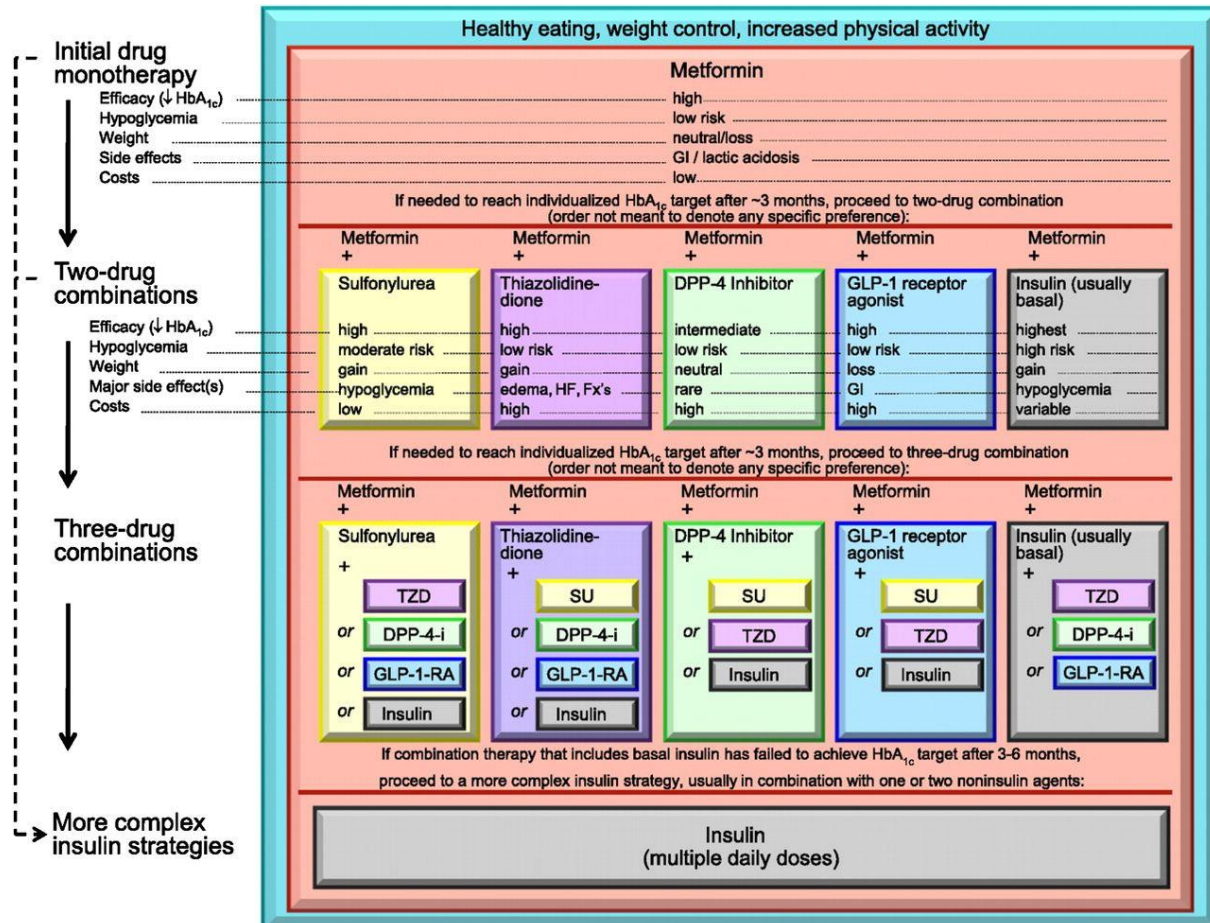 Healthy eating, weight control, increased physical activity
Initial drug
monotherapy
Metformin
Efficacy (↓ HbA1c) high
Hypoglycemia low risk
Weight neutral/loss
Side effects GI / lactic acidosis
Costs low
If needed to reach individualized HbA1c target after ~3 months, proceed to two-drug combination
(order not meant to denote any specific preference):
Metformin Metformin Metformin Metformin Metformin
+ + + + +
Two-drug
combinations
Sulfonylurea Thiazolidine- DPP-4 Inhibitor GLP-1 receptor Insulin (usually
dione agonist basal)
Efficacy (↓ HbA1c) high high intermediate high highest
Hypoglycemia moderate risk low risk low risk low risk high risk
Weight gain gain neutral loss gain
Major side effect(s) hypoglycemia edema, HF, Fx's rare GI hypoglycemia
Costs low high high high variable
If needed to reach individualized HbA1c target after ~3 months, proceed to three-drug combination
(order not meant to denote any specific preference):
Metformin Metformin Metformin Metformin Metformin
+ + + + +
Three-drug
combinations
Sulfonylurea Thiazolidine- DPP-4 Inhibitor GLP-1 receptor Insulin (usually
dione agonist basal)
+ + + + +
TZD SU SU SU TZD
or DPP-4-i or DPP-4-i or TZD or TZD or DPP-4-i
or GLP-1-RA or GLP-1-RA or Insulin or Insulin or GLP-1-RA
or Insulin or Insulin
If combination therapy that includes basal insulin has failed to achieve HbA1c target after 3-6 months,
proceed to a more complex insulin strategy, usually in combination with one or two noninsulin agents:
More complex
insulin strategies
Insulin
(multiple daily doses)